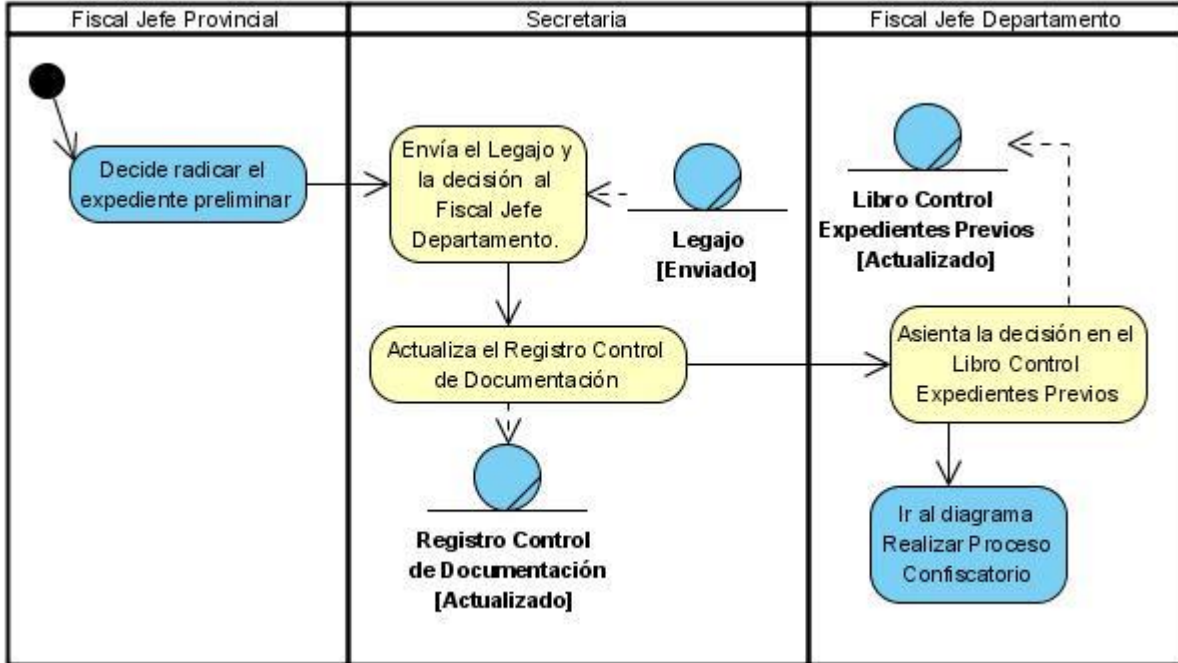 Fiscal Jefe Provincial
Secretaria
Fiscal Jefe Departamento
Decide radicar el
expediente preliminar
Envía el Legajo y
la decisión al
Fiscal Jefe
Departamento.
Legajo
[Enviado]
Libro Control
Expedientes Previos
[Actualizado]
Actualiza el Registro Control
de Documentación
Asienta la decisión en el
Libro Control
Expedientes Previos
Registro Control
de Documentación
[Actualizado]
Ir al diagrama
Realizar Proceso
Confiscatorio